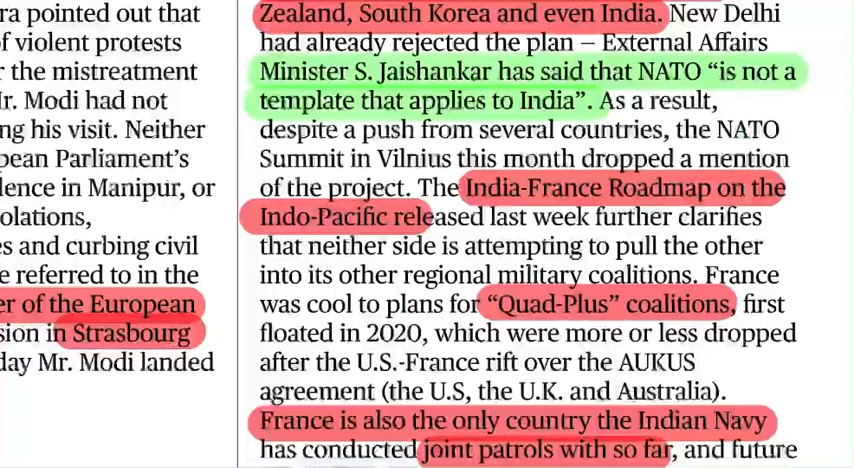 ra pointed out that
of violent protests
r the mistreatment
Ir. Modi had not
ng his visit. Neither
pean Parliament's
lence in Manipur, or
olations,
es and curbing civil
e referred to in the
er of the European
sion in Strasbourg
day Mr. Modi landed
Zealand, South Korea and even India. New Delhi
had already rejected the plan — External Affairs
Minister S. Jaishankar has said that NATO “is not a
template that applies to India”. As a result,
despite a push from several countries, the NATO
Summit in Vilnius this month dropped a mention
of the project. The India-France Roadmap on the
Indo-Pacific released last week further clarifies
that neither side is attempting to pull the other
into its other regional military coalitions. France
was cool to plans for “Quad-Plus” coalitions, first
floated in 2020, which were more or less dropped
after the U.S.-France rift over the AUKUS
agreement (the U.S, the U.K. and Australia).
France is also the only country the Indian Navy
has conducted joint patrols with so far, and future